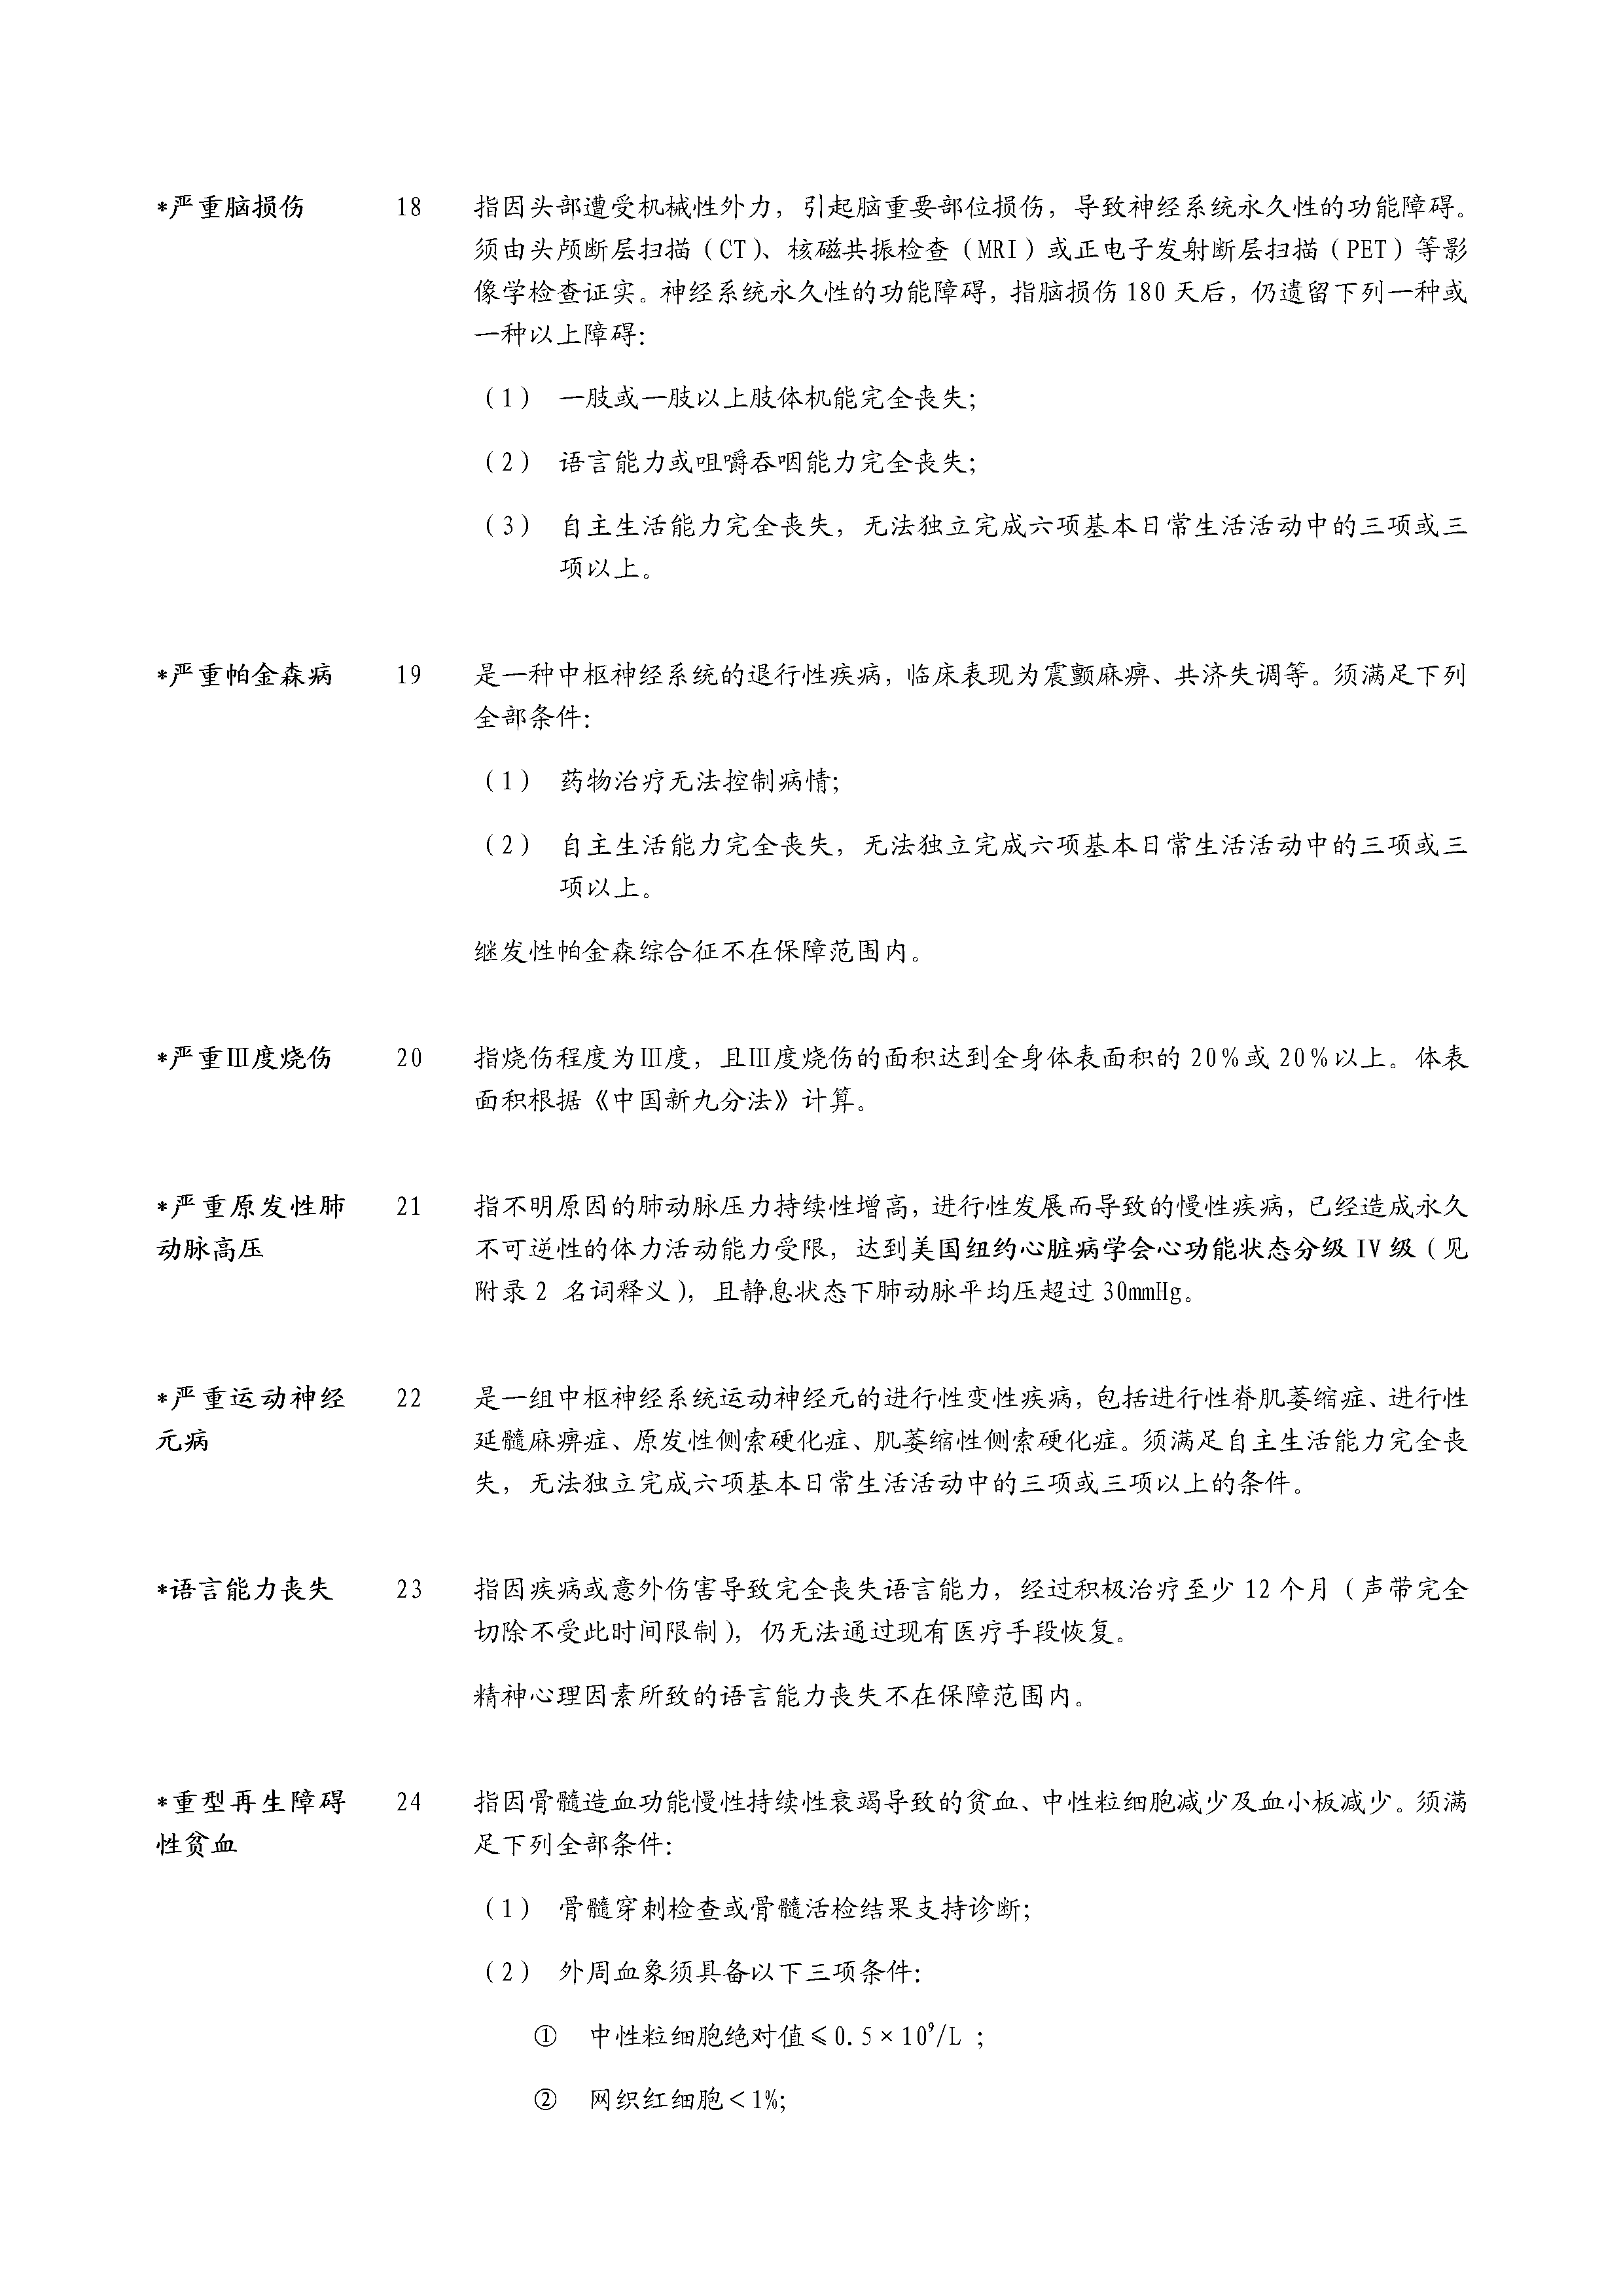 *严重脑损伤 18 指因头部遭受机械性外力，引起脑重要部位损伤，导致神经系统永久性的功能障碍。
须由头颅断层扫描（CT）、核磁共振检查（MRI）或正电子发射断层扫描（PET）等影
像学检查证实。神经系统永久性的功能障碍，指脑损伤 180 天后，仍遗留下列一种或
一种以上障碍：
（1） 一肢或一肢以上肢体机能完全丧失；
（2） 语言能力或咀嚼吞咽能力完全丧失；
（3） 自主生活能力完全丧失，无法独立完成六项基本日常生活活动中的三项或三
项以上。
*严重帕金森病 19 是一种中枢神经系统的退行性疾病，临床表现为震颤麻痹、共济失调等。须满足下列
全部条件：
（1） 药物治疗无法控制病情；
（2） 自主生活能力完全丧失，无法独立完成六项基本日常生活活动中的三项或三
项以上。
继发性帕金森综合征不在保障范围内。
*严重Ⅲ度烧伤 20 指烧伤程度为Ⅲ度，且Ⅲ度烧伤的面积达到全身体表面积的 20%或 20%以上。体表
面积根据《中国新九分法》计算。
*严重原发性肺 21 指不明原因的肺动脉压力持续性增高，进行性发展而导致的慢性疾病，已经造成永久
动脉高压 不可逆性的体力活动能力受限，达到美国纽约心脏病学会心功能状态分级 IV 级（见
附录 2 名词释义），且静息状态下肺动脉平均压超过 30mmHg。
*严重运动神经 22 是一组中枢神经系统运动神经元的进行性变性疾病，包括进行性脊肌萎缩症、进行性
元病 延髓麻痹症、原发性侧索硬化症、肌萎缩性侧索硬化症。须满足自主生活能力完全丧
失，无法独立完成六项基本日常生活活动中的三项或三项以上的条件。
*语言能力丧失 23 指因疾病或意外伤害导致完全丧失语言能力，经过积极治疗至少 12 个月（声带完全
切除不受此时间限制），仍无法通过现有医疗手段恢复。
精神心理因素所致的语言能力丧失不在保障范围内。
*重型再生障碍 24 指因骨髓造血功能慢性持续性衰竭导致的贫血、中性粒细胞减少及血小板减少。须满
性贫血 足下列全部条件：
（1） 骨髓穿刺检查或骨髓活检结果支持诊断；
（2） 外周血象须具备以下三项条件：
① 中性粒细胞绝对值≤0.5×10⁹/L ；
② 网织红细胞＜1%；